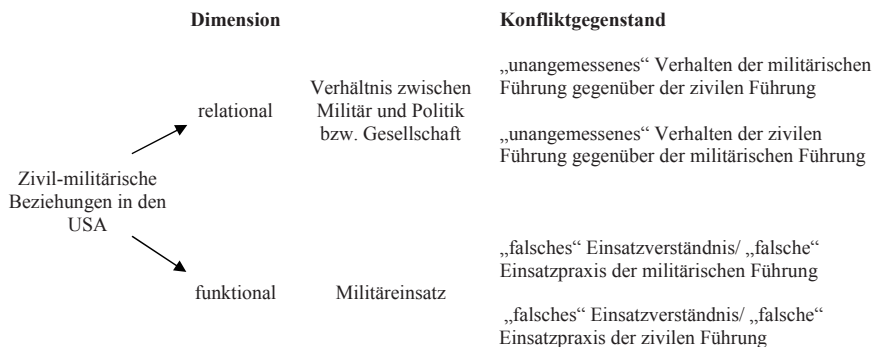 Dimension Konfliktgegenstand
Zivil-militärische
Beziehungen in den
USA
relational
Verhältnis zwischen
Militär und Politik
bzw. Gesellschaft
„unangemessenes“ Verhalten der militärischen
Führung gegenüber der zivilen Führung
„unangemessenes“ Verhalten der zivilen
Führung gegenüber der militärischen Führung
funktional
Militäreinsatz
„falsches“ Einsatzverständnis/ „falsche“
Einsatzpraxis der militärischen Führung
„falsches“ Einsatzverständnis/ „falsche“
Einsatzpraxis der zivilen Führung